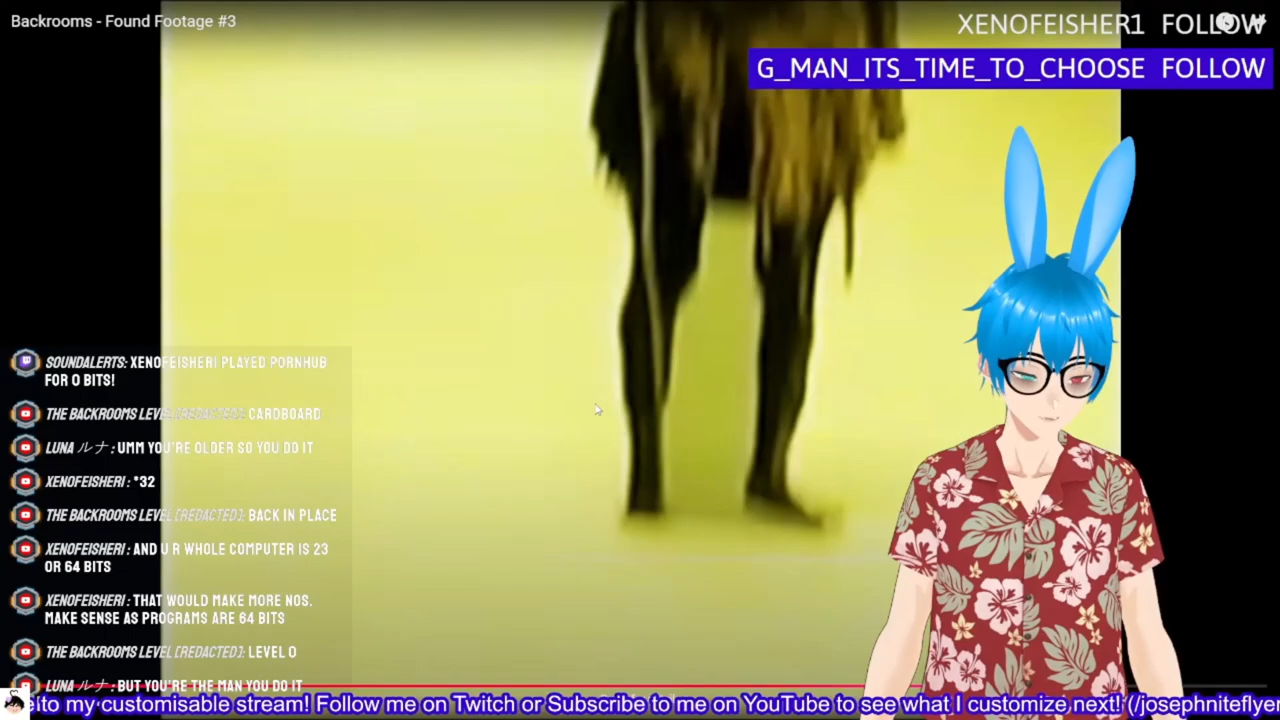 Backrooms - Found Footage #3
XENOFEISHER1 FOLLOW
G_MAN_ITS_TIME_TO_CHOOSE FOLLOW
SOUNDALERTS: XENOFEISHER1 PLAYED PORNHUB
FOR 0 BITS!
THE BACKROOMS LEVEL [REDACTED]: CARDBOARD
LUNA ルナ : UMM YOU'RE OLDER SO YOU DO IT
XENOFEISHER1 : *32
THE BACKROOMS LEVEL [REDACTED]: BACK IN PLACE
XENOFEISHER1 : AND U R WHOLE COMPUTER IS 23
OR 64 BITS
XENOFEISHER1 : THAT WOULD MAKE MORE NOS.
MAKE SENSE AS PROGRAMS ARE 64 BITS
THE BACKROOMS LEVEL [REDACTED]: LEVEL 0
LUNA ルナ : BUT YOU'RE THE MAN YOU DO IT
to my customisable stream! Follow me on Twitch or Subscribe to me on YouTube to see what I customize next! (/josephniteflyer